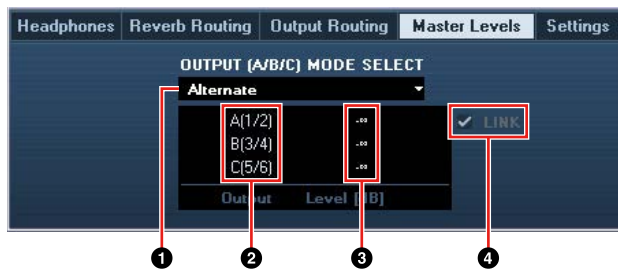 Headphones Reverb Routing Output Routing Master Levels Settings
OUTPUT (A/B/C) MODE SELECT
Alternate
A(1/2) -∞ LINK
B(3/4) -∞
C(5/6) -∞
Output Level [dB]
1 2 3 4